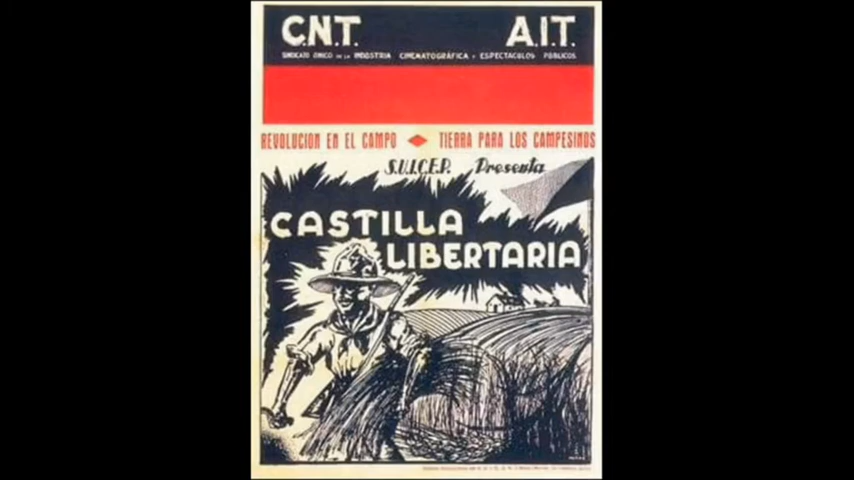 C.N.T. A.I.T.
SINDICATO ÚNICO DE LA INDUSTRIA CINEMATOGRÁFICA Y ESPECTÁCULOS PÚBLICOS
REVOLUCION EN EL CAMPO TIERRA PARA LOS CAMPESINOS
S.U.I.C.E.P. Presenta
CASTILLA
LIBERTARIA